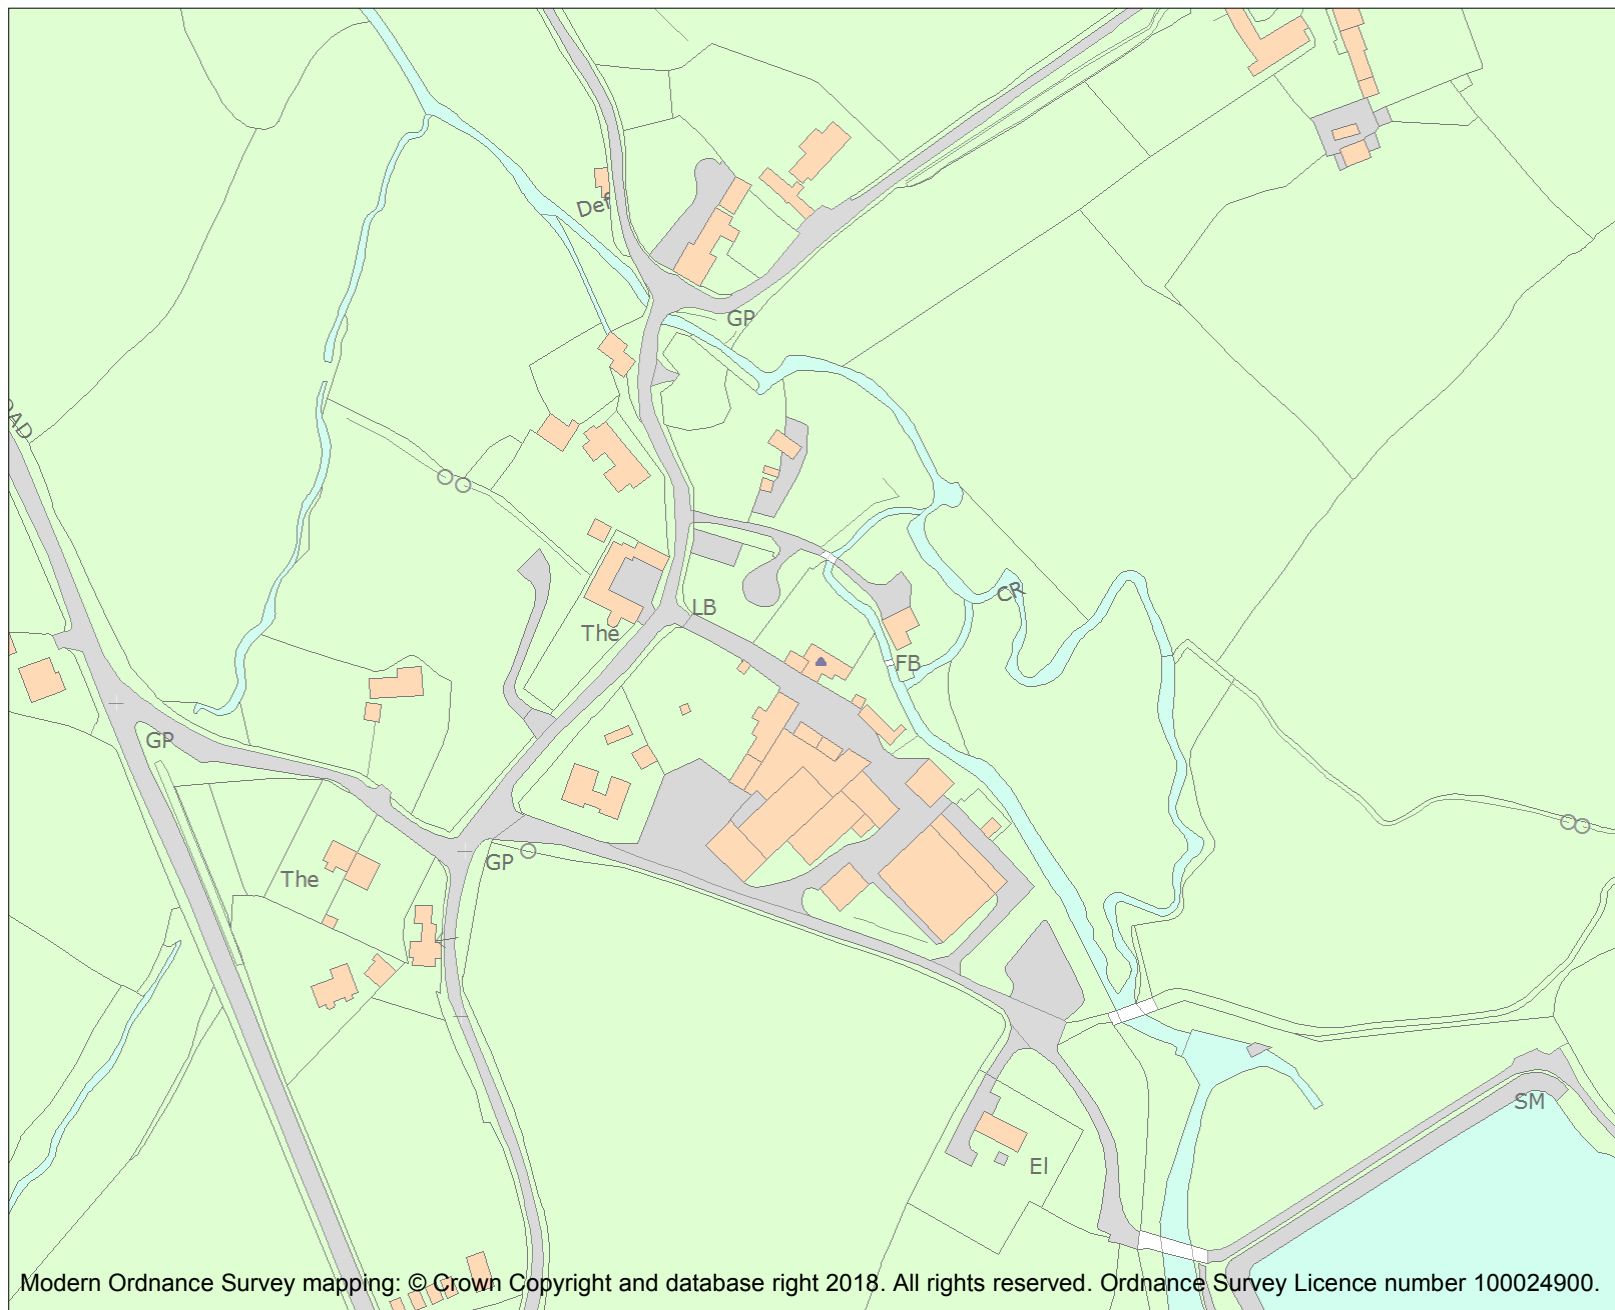 Def
GP
OAD
CR
LB
The
FB
GP
GP
The
SM
El
Modern Ordnance Survey mapping: © Crown Copyright and database right 2018. All rights reserved. Ordnance Survey Licence number 100024900.